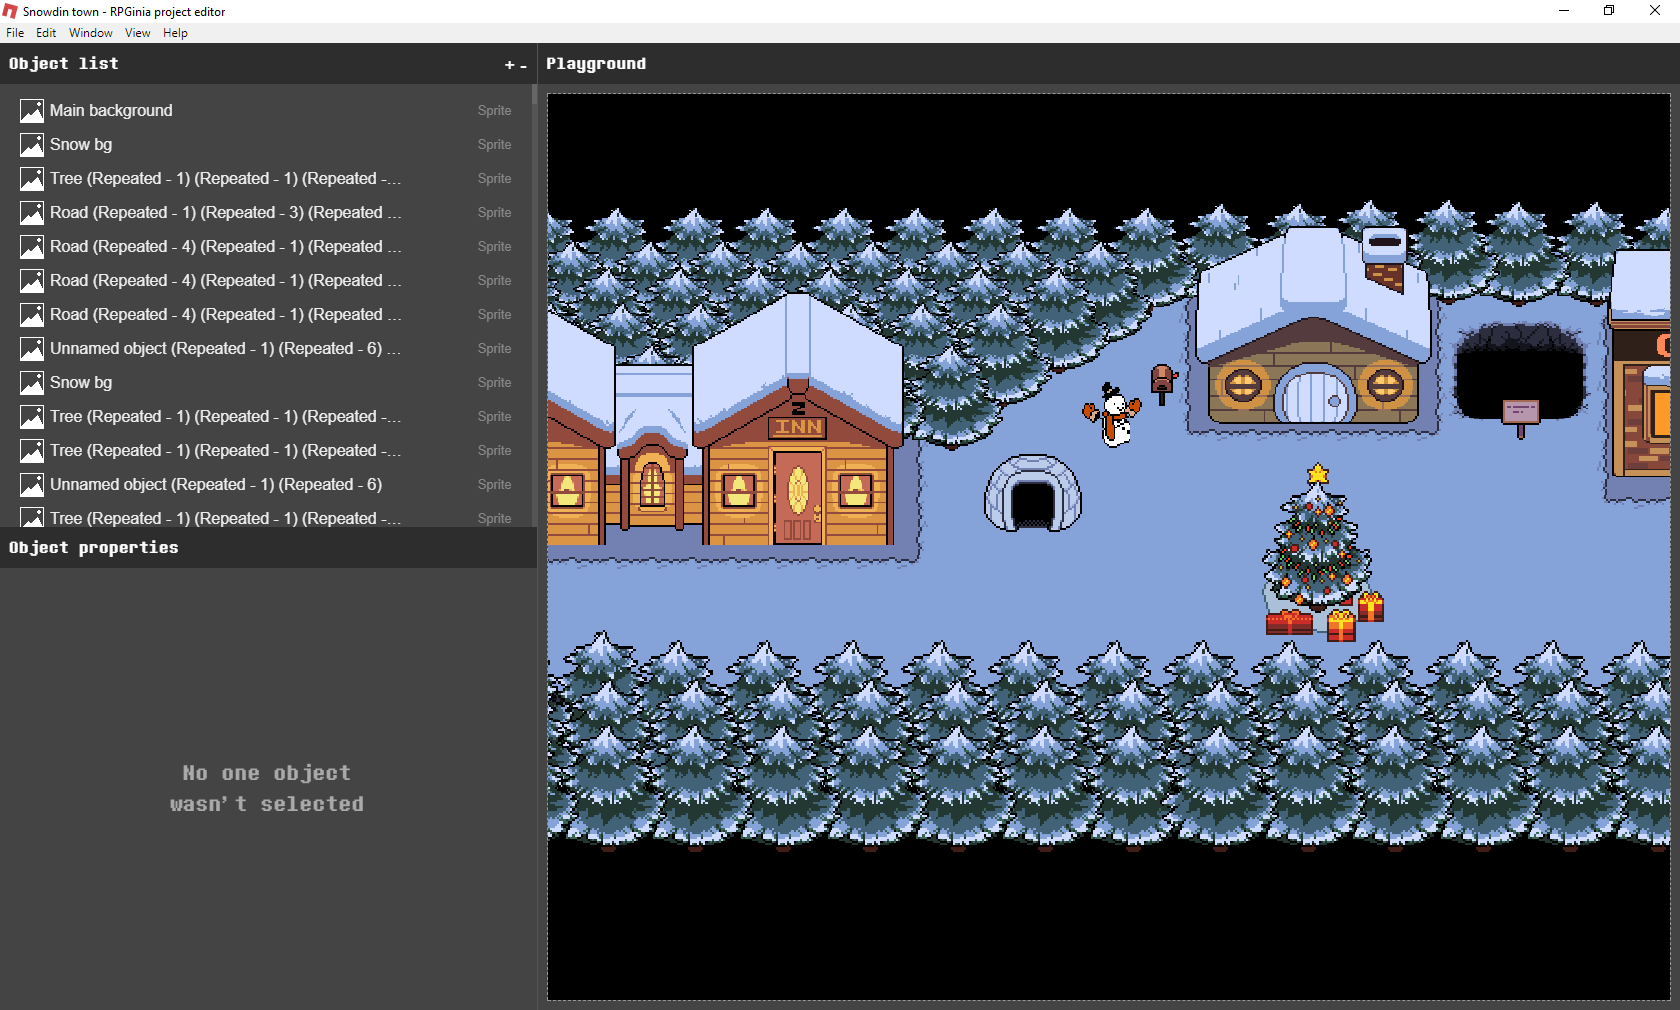 Snowdin town - RPGinia project editor
File Edit Window View Help
Object list
+ -
Playground
Main background Sprite
Snow bg Sprite
Tree (Repeated - 1) (Repeated - 1) (Repeated -... Sprite
Road (Repeated - 1) (Repeated - 3) (Repeated ... Sprite
Road (Repeated - 4) (Repeated - 1) (Repeated ... Sprite
Road (Repeated - 4) (Repeated - 1) (Repeated ... Sprite
Road (Repeated - 4) (Repeated - 1) (Repeated ... Sprite
Unnamed object (Repeated - 1) (Repeated - 6) ... Sprite
Snow bg Sprite
Tree (Repeated - 1) (Repeated - 1) (Repeated -... Sprite
Tree (Repeated - 1) (Repeated - 1) (Repeated -... Sprite
Unnamed object (Repeated - 1) (Repeated - 6) Sprite
Tree (Repeated - 1) (Repeated - 1) (Repeated -... Sprite
Object properties
No one object
wasn't selected
INN